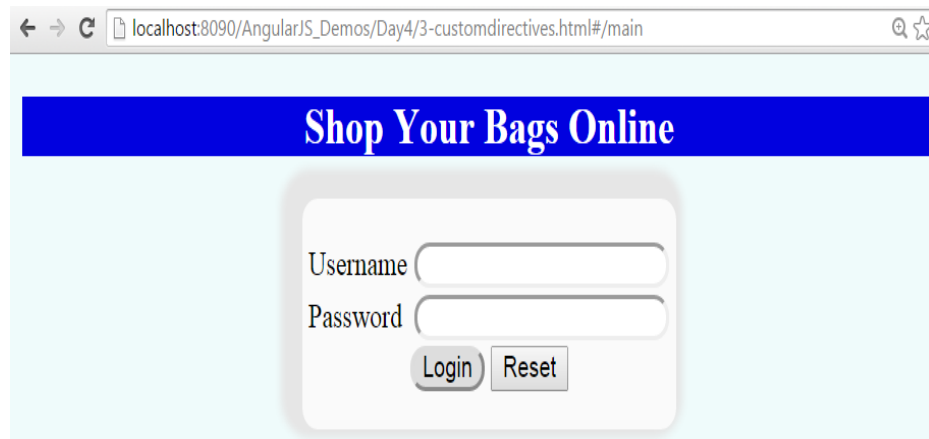 localhost:8090/AngularJS_Demos/Day4/3-customdirectives.html#/main
Shop Your Bags Online
Username
Password
Login Reset